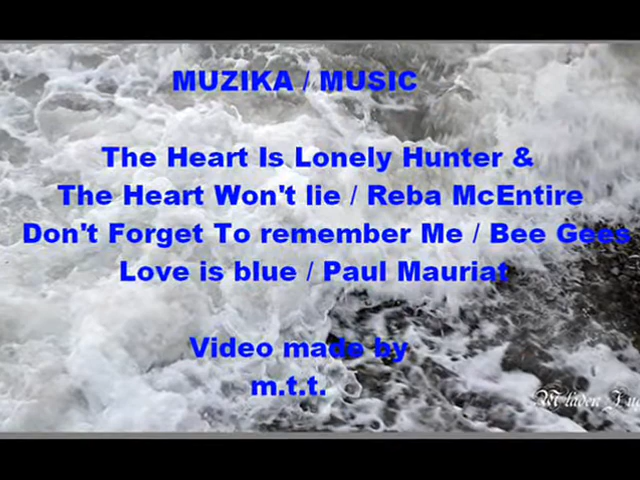 MUZIKA / MUSIC
The Heart Is Lonely Hunter &
The Heart Won't lie / Reba McEntire
Don't Forget To remember Me / Bee Gees
Love is blue / Paul Mauriat
Video made by
m.t.t.
Mladen